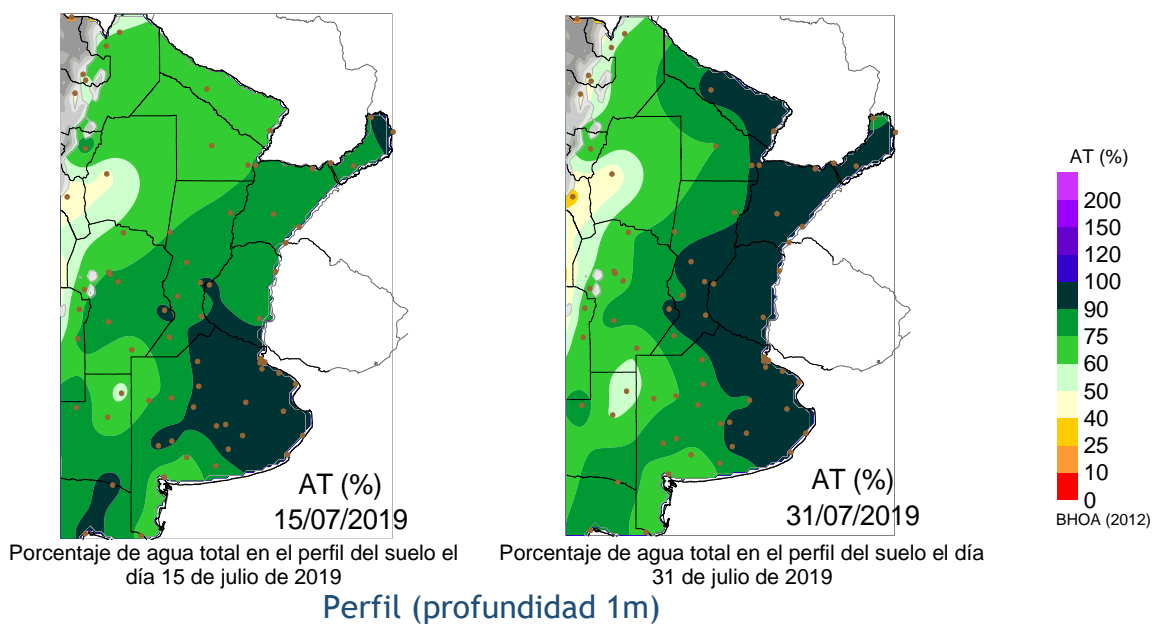 AT (%)
15/07/2019
Porcentaje de agua total en el perfil del suelo el
día 15 de julio de 2019
AT (%)
31/07/2019
Porcentaje de agua total en el perfil del suelo el día
31 de julio de 2019
AT (%)
200
150
120
100
90
75
60
50
40
25
10
0
BHOA (2012)
Perfil (profundidad 1m)